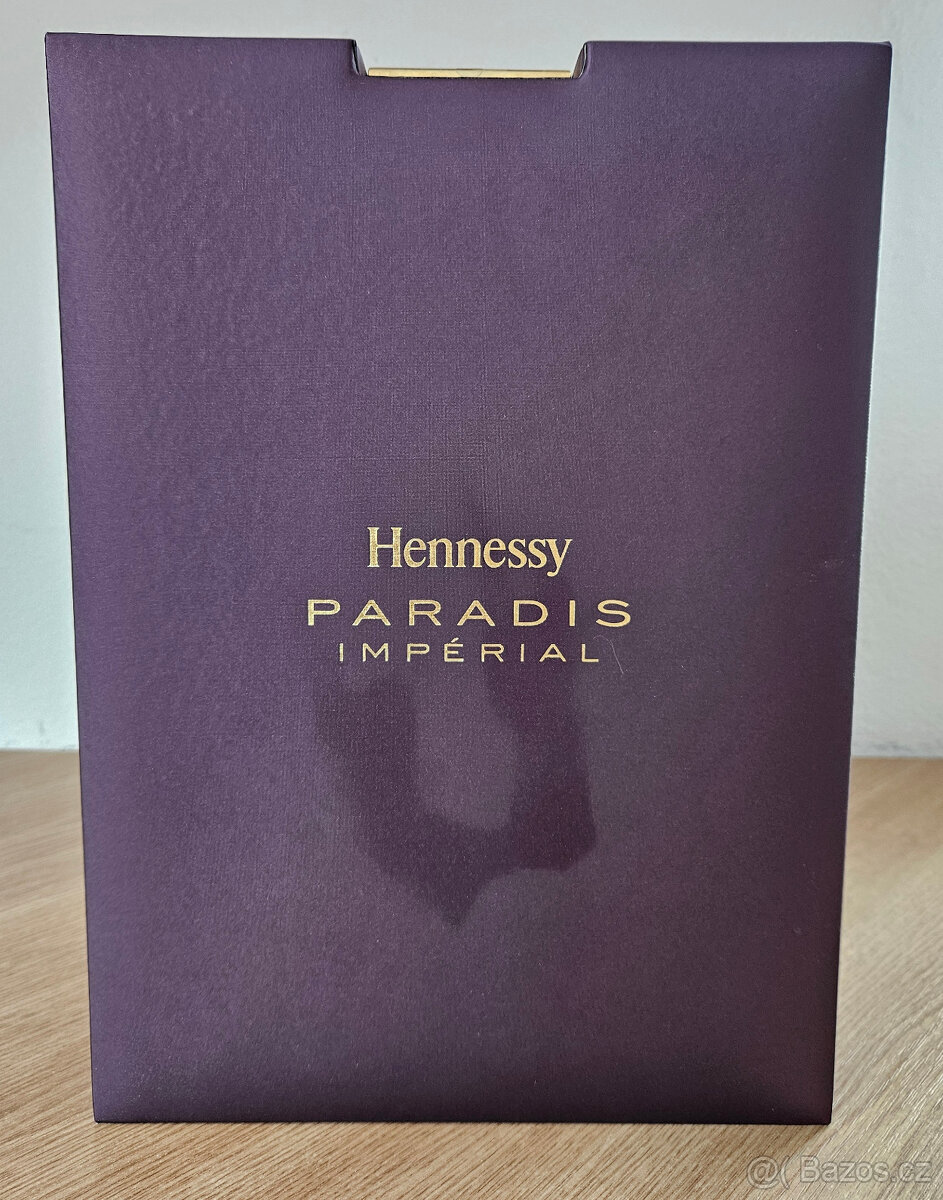 Hennessy
PARADIS
IMPÉRIAL
@( Bazos.cz